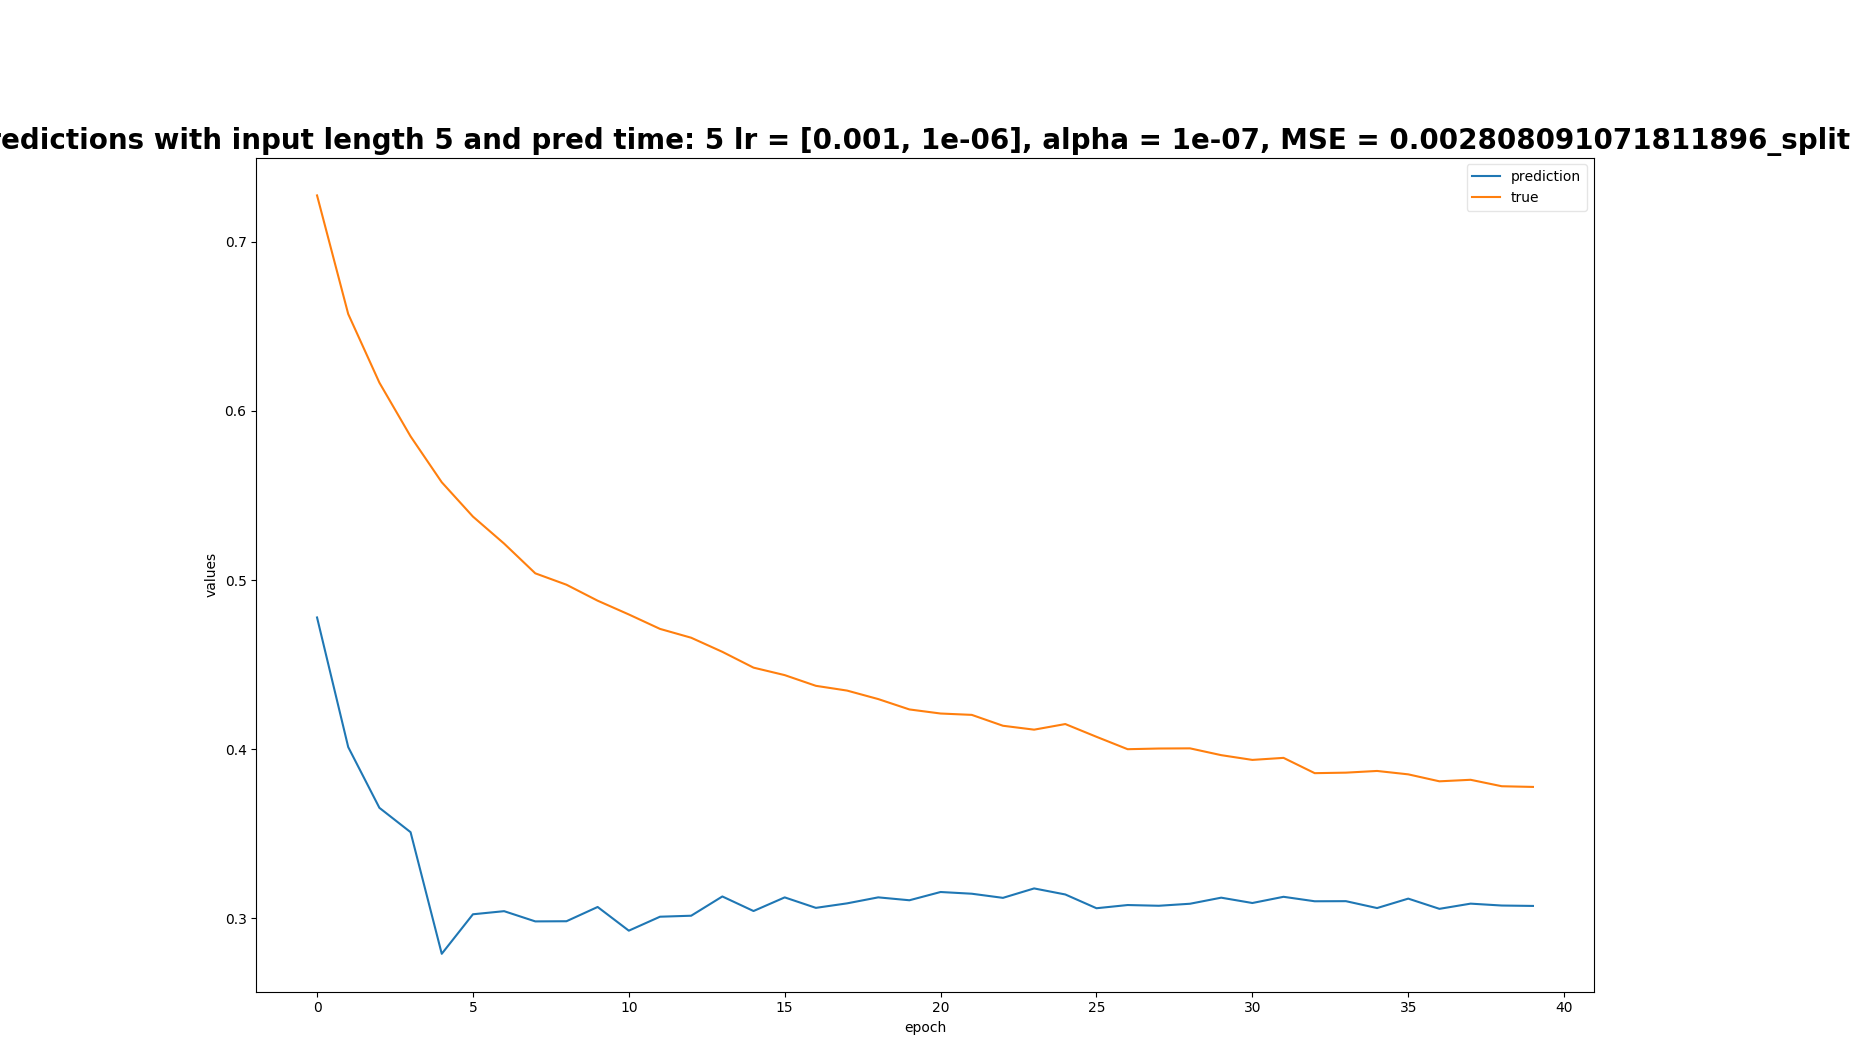 redictions with input length 5 and pred time: 5 lr = [0.001, 1e-06], alpha = 1e-07, MSE = 0.002808091071811896_split
prediction
true
0.7
0.6
0.5
0.4
0.3
values
0 5 10 15 20 25 30 35 40
epoch